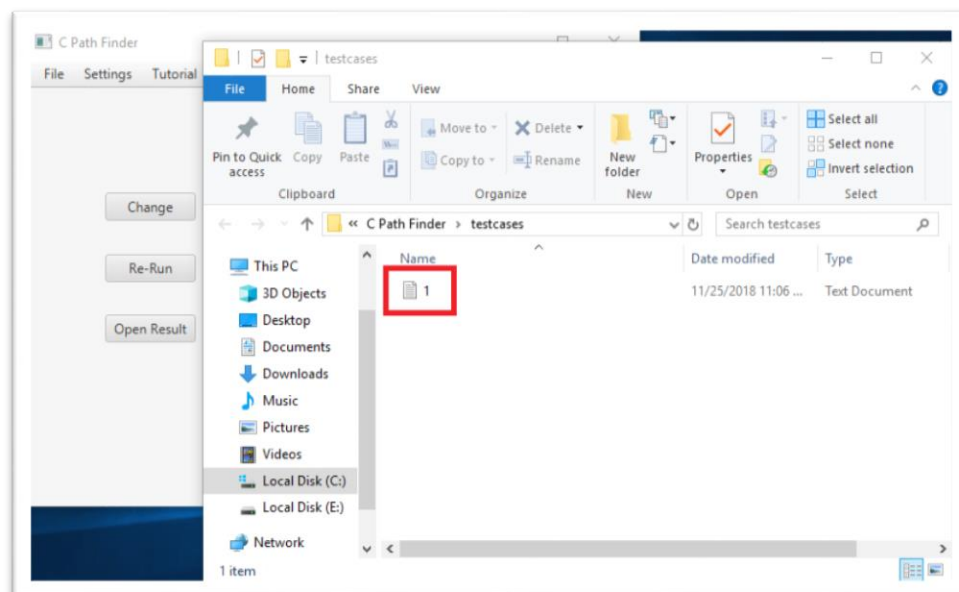 C Path Finder
File Settings Tutorial
Change
Re-Run
Open Result
testcases
File Home Share View
Pin to Quick access
Copy
Paste
Clipboard
Move to
Copy to
Delete
Rename
Organize
New folder
New
Properties
Open
Select all
Select none
Invert selection
Select
« C Path Finder > testcases
Search testcases
Name Date modified Type
1 11/25/2018 11:06 ... Text Document
This PC
3D Objects
Desktop
Documents
Downloads
Music
Pictures
Videos
Local Disk (C:)
Local Disk (E:)
Network
1 item